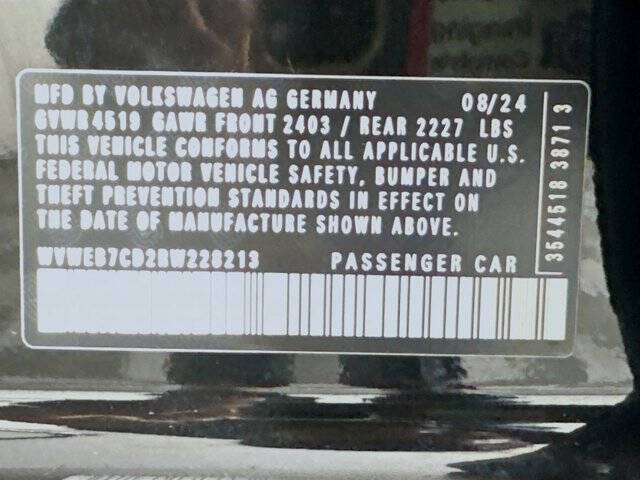 MFD BY VOLKSWAGEN AG GERMANY 08/24
GVWR 4519 GAWR FRONT 2403 / REAR 2227 LBS
THIS VEHICLE CONFORMS TO ALL APPLICABLE U.S.
FEDERAL MOTOR VEHICLE SAFETY, BUMPER AND
THEFT PREVENTION STANDARDS IN EFFECT ON
THE DATE OF MANUFACTURE SHOWN ABOVE.
WVWEB7CD2RW228213 PASSENGER CAR
3544518 3871 3